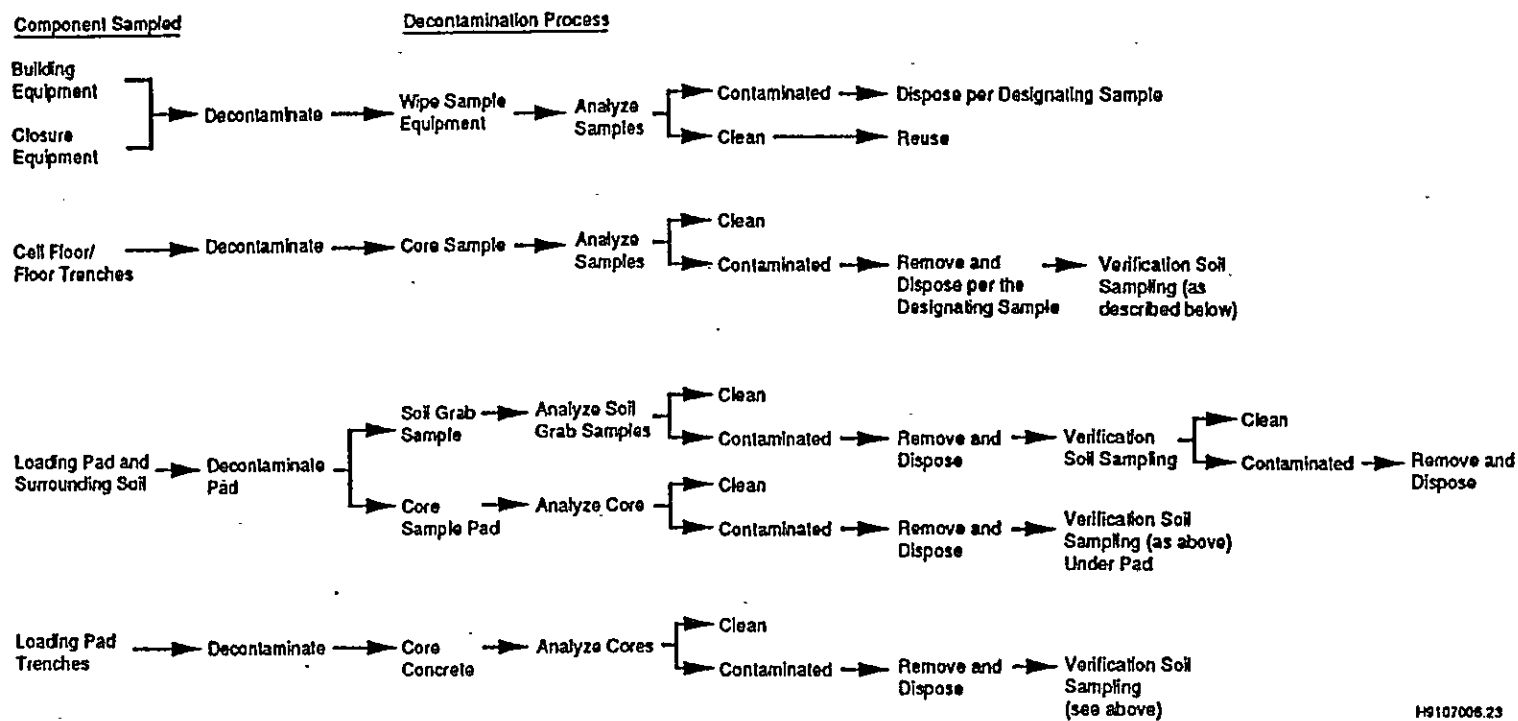 Component Sampled
Decontamination Process
Building
Equipment
Closure
Equipment
Decontaminate
Wipe Sample
Equipment
Analyze
Samples
Contaminated
Dispose per Designating Sample
Clean
Reuse
Cell Floor/
Floor Trenches
Decontaminate
Core Sample
Analyze
Samples
Clean
Contaminated
Remove and
Dispose per the
Designating Sample
Verification Soil
Sampling (as
described below)
Loading Pad and
Surrounding Soil
Decontaminate
Pad
Soil Grab
Sample
Analyze Soil
Grab Samples
Clean
Contaminated
Remove and
Dispose
Verification
Soil Sampling
Clean
Contaminated
Remove and
Dispose
Core
Sample Pad
Analyze Core
Clean
Contaminated
Remove and
Dispose
Verification Soil
Sampling (as above)
Under Pad
Loading Pad
Trenches
Decontaminate
Core
Concrete
Analyze Cores
Clean
Contaminated
Remove and
Dispose
Verification Soil
Sampling
(see above)
H9107006.23